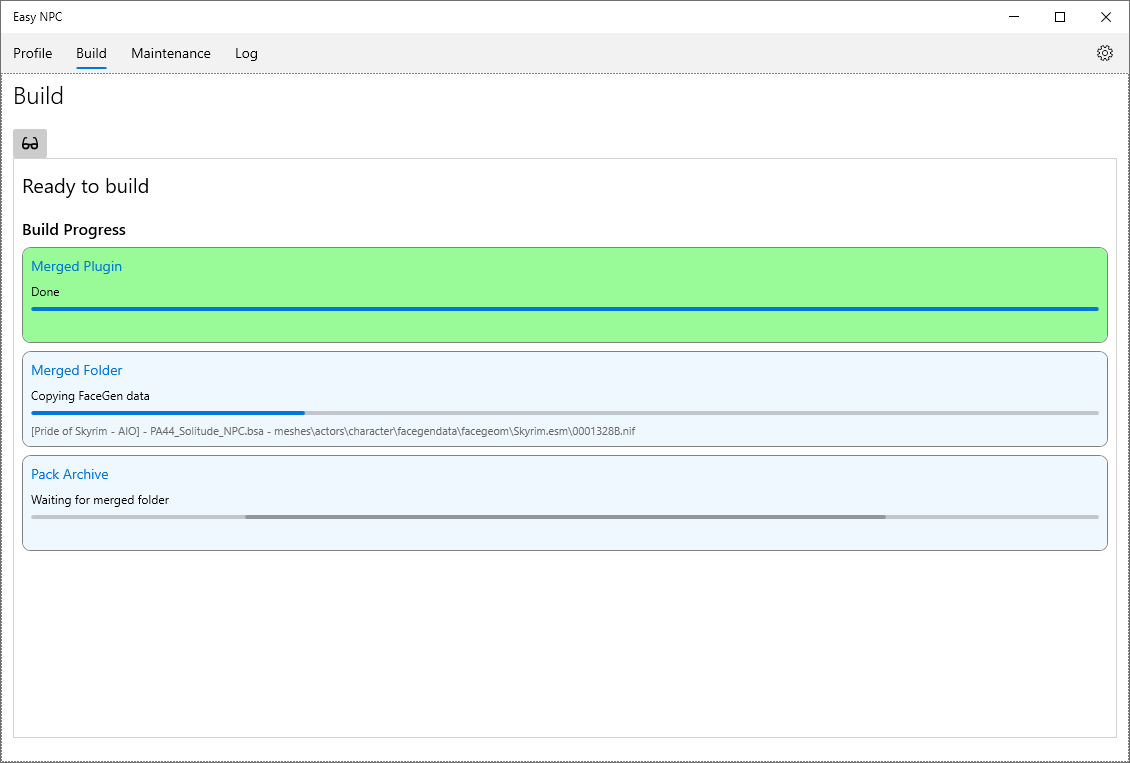 Easy NPC
Profile Build Maintenance Log
Build
Ready to build
Build Progress
Merged Plugin
Done
Merged Folder
Copying FaceGen data
[Pride of Skyrim - AIO] - PA44_Solitude_NPC.bsa - meshes\actors\character\facegendata\facegeom\Skyrim.esm\0001328B.nif
Pack Archive
Waiting for merged folder